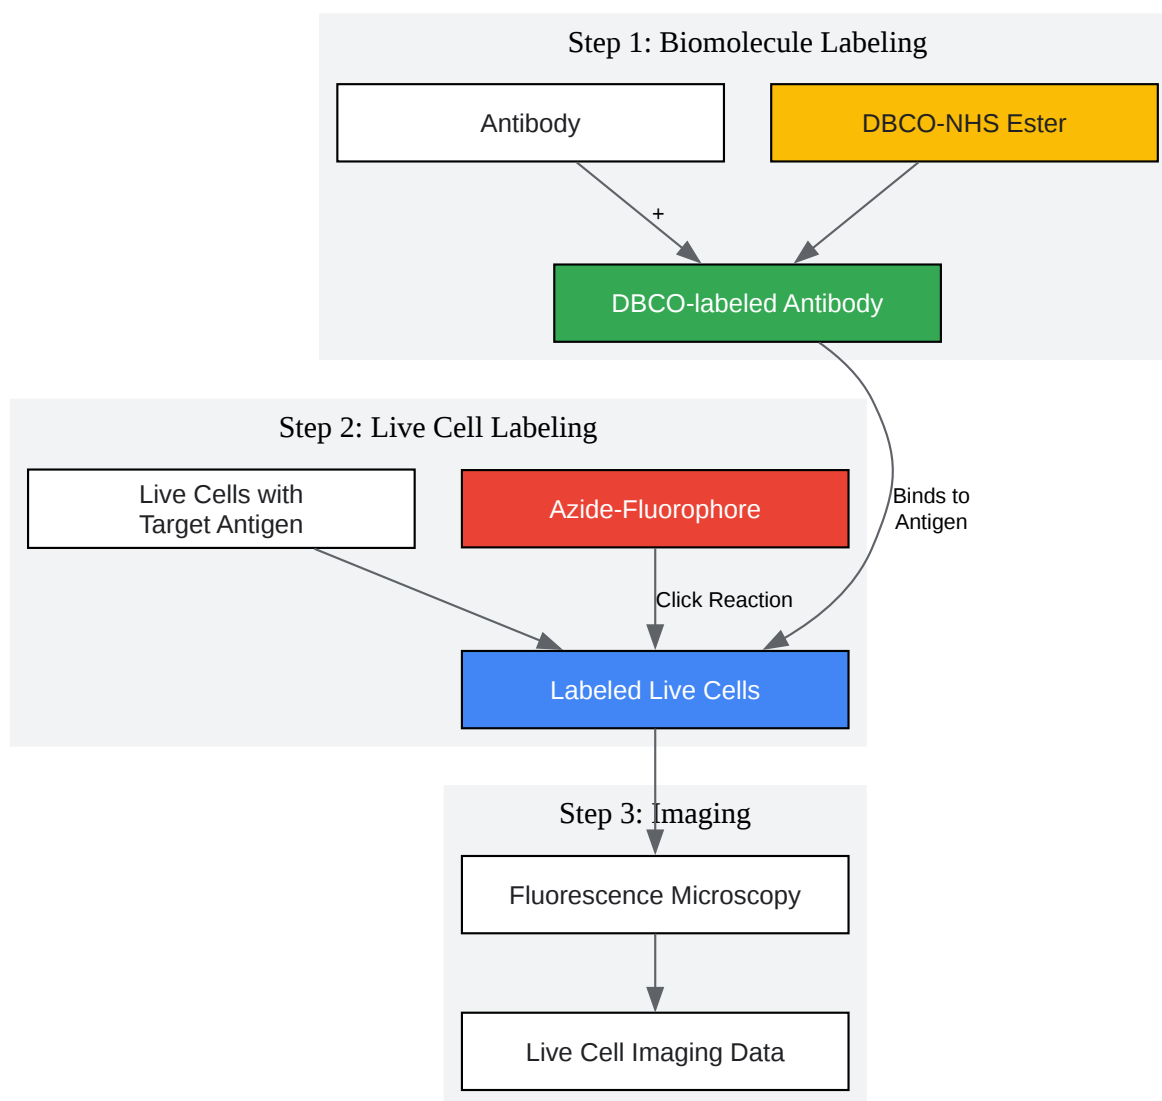 Step 1: Biomolecule Labeling
Antibody
DBCO-NHS Ester
+
DBCO-labeled Antibody
Step 2: Live Cell Labeling
Live Cells with
Target Antigen
Azide-Fluorophore
Binds to
Antigen
Click Reaction
Labeled Live Cells
Step 3: Imaging
Fluorescence Microscopy
Live Cell Imaging Data